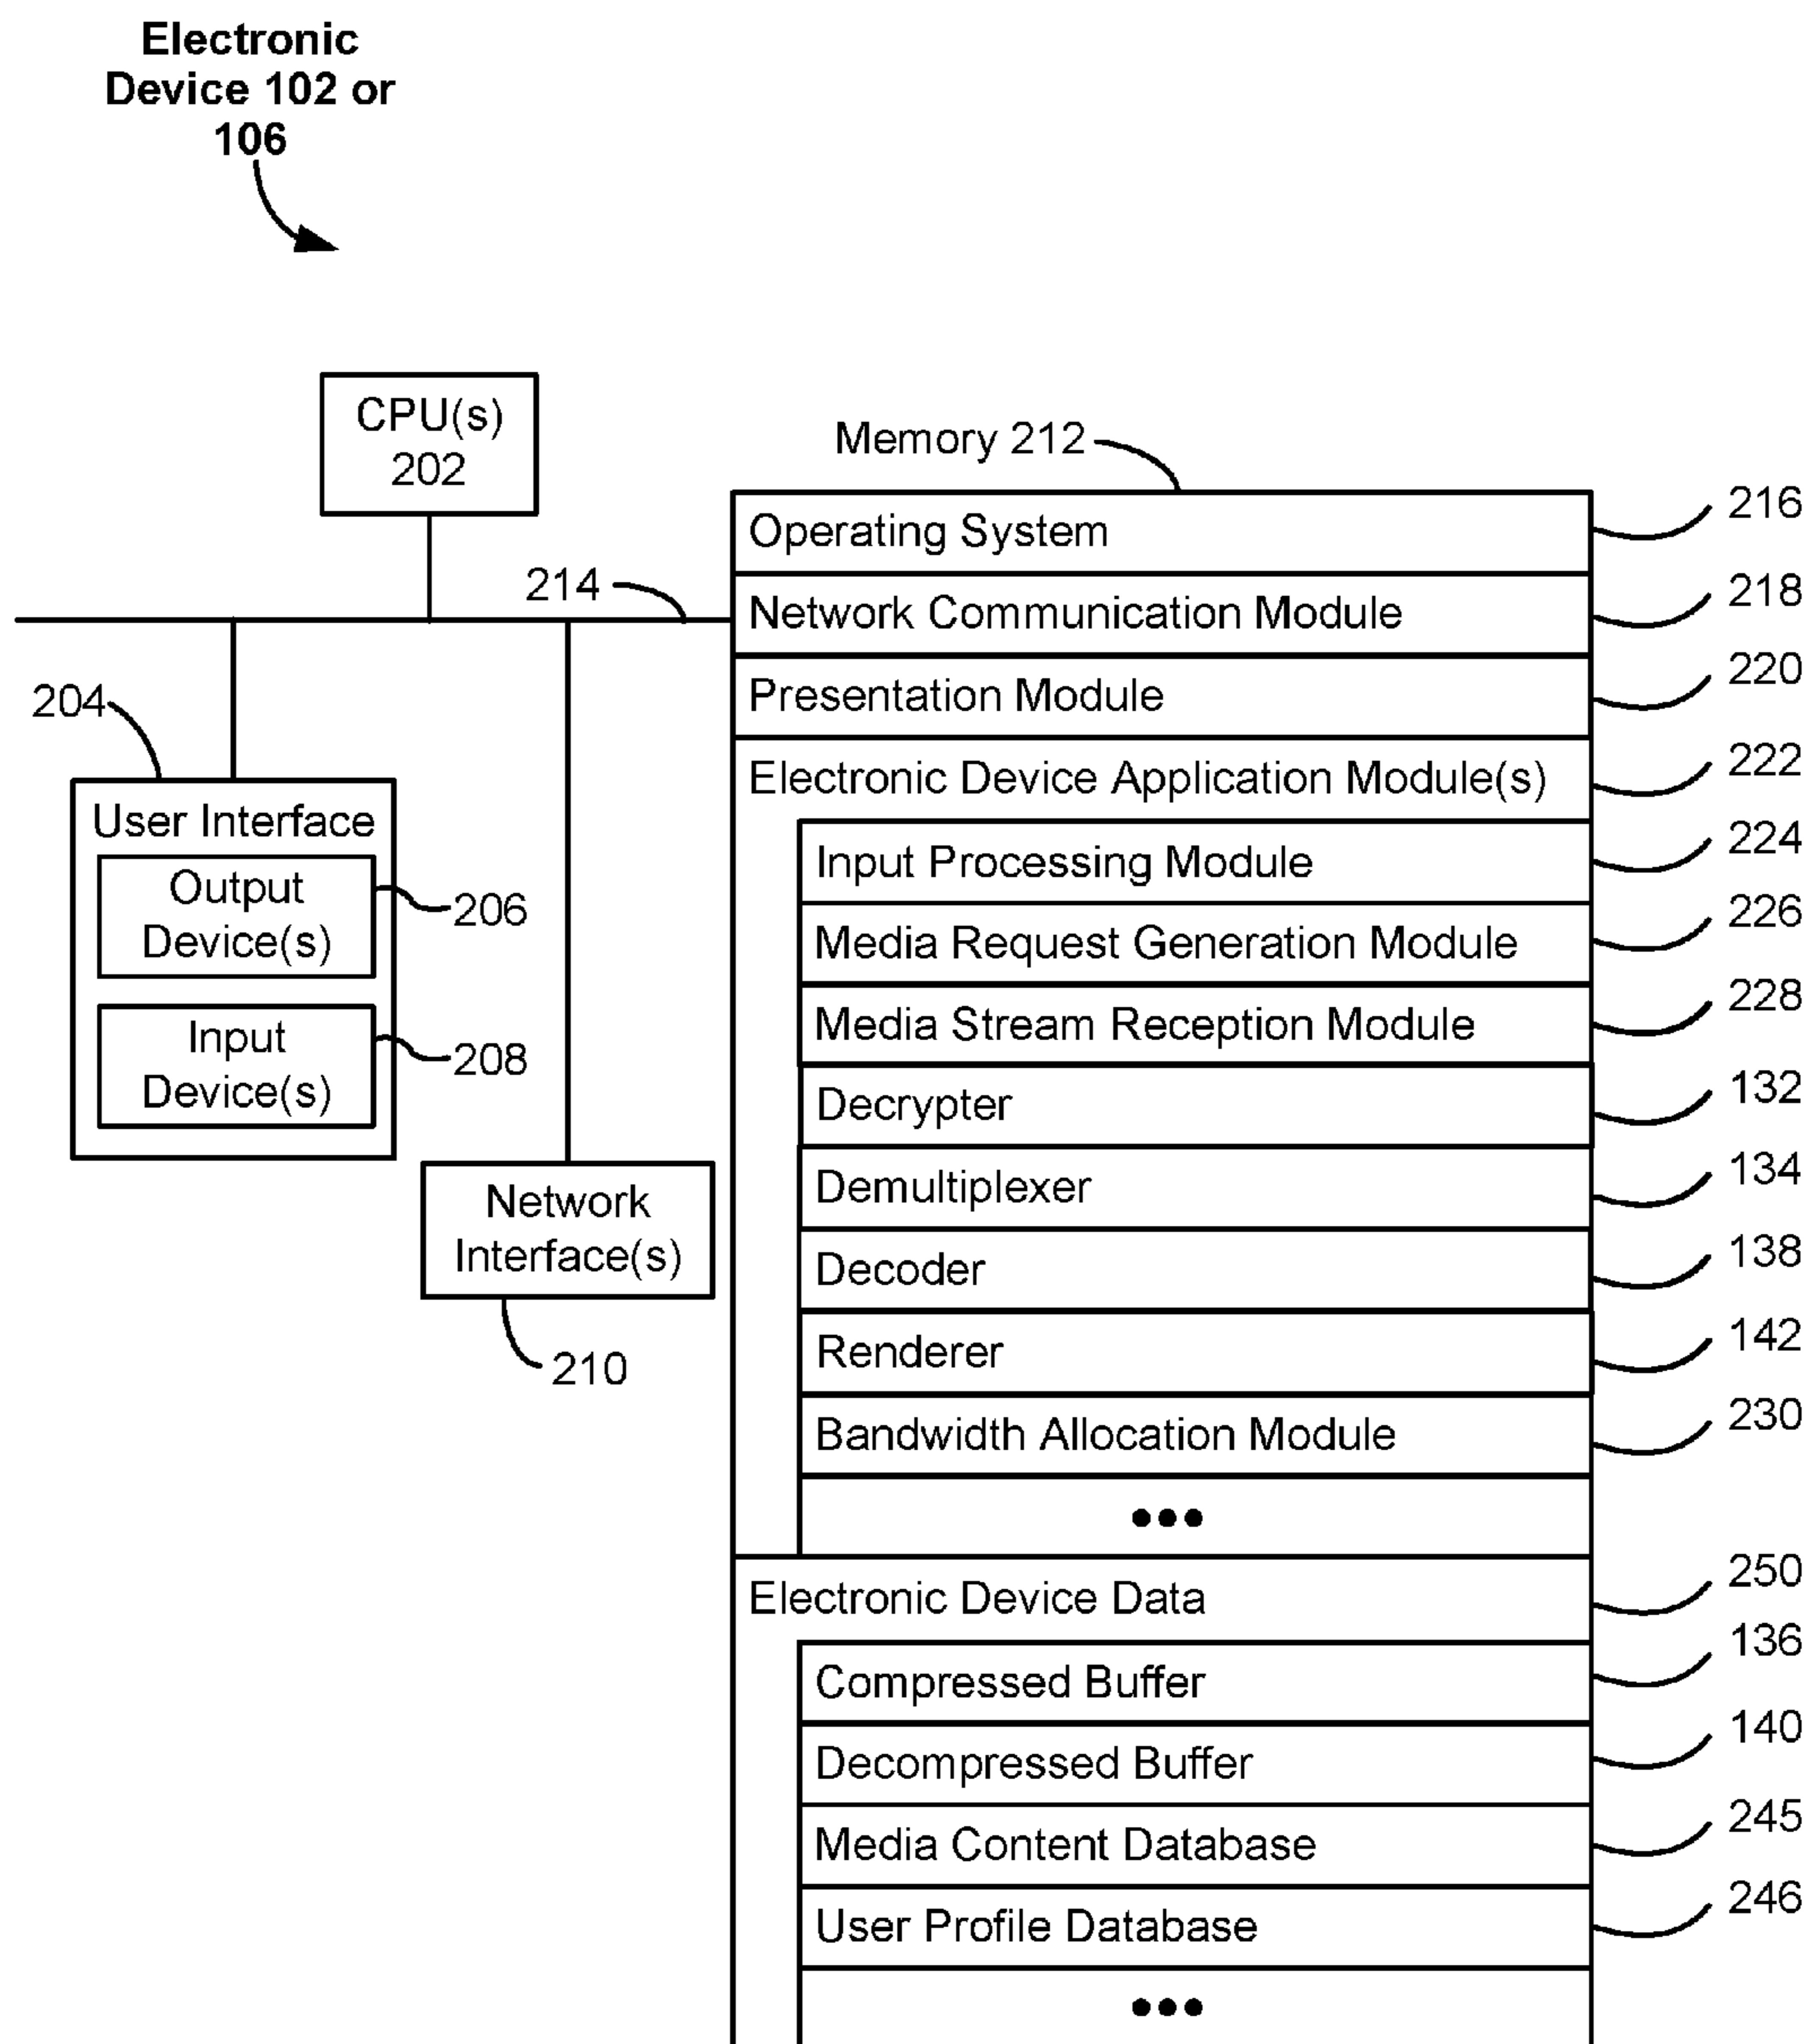 Electronic
Device 102 or
106
CPU(s)
202
Memory 212
214
204
User Interface
Output
Device(s)
206
Input
Device(s)
208
Network
Interface(s)
210
Operating System
216
Network Communication Module
218
Presentation Module
220
Electronic Device Application Module(s)
222
Input Processing Module
224
Media Request Generation Module
226
Media Stream Reception Module
228
Decrypter
132
Demultiplexer
134
Decoder
138
Renderer
142
Bandwidth Allocation Module
230
•••
Electronic Device Data
250
Compressed Buffer
136
Decompressed Buffer
140
Media Content Database
245
User Profile Database
246
•••